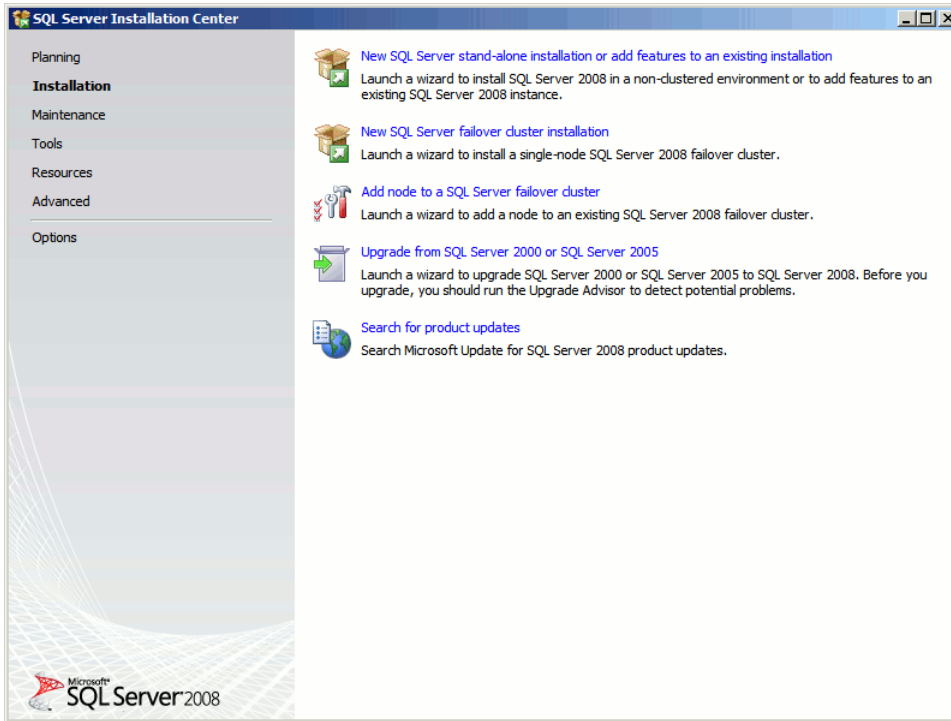 SQL Server Installation Center
Planning
Installation
Maintenance
Tools
Resources
Advanced
Options
New SQL Server stand-alone installation or add features to an existing installation
Launch a wizard to install SQL Server 2008 in a non-clustered environment or to add features to an
existing SQL Server 2008 instance.
New SQL Server failover cluster installation
Launch a wizard to install a single-node SQL Server 2008 failover cluster.
Add node to a SQL Server failover cluster
Launch a wizard to add a node to an existing SQL Server 2008 failover cluster.
Upgrade from SQL Server 2000 or SQL Server 2005
Launch a wizard to upgrade SQL Server 2000 or SQL Server 2005 to SQL Server 2008. Before you
upgrade, you should run the Upgrade Advisor to detect potential problems.
Search for product updates
Search Microsoft Update for SQL Server 2008 product updates.
Microsoft
SQL Server 2008